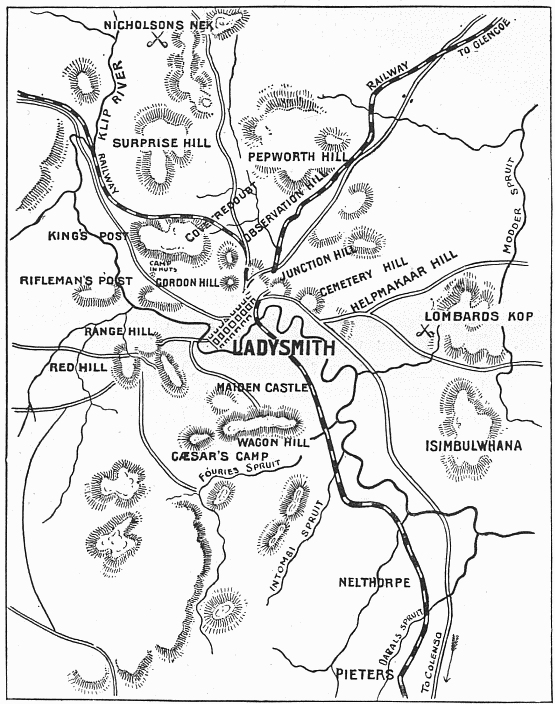 NICHOLSONS NEK
TO GLENCOE
RAILWAY
KLIP RIVER
SURPRISE HILL
PEPWORTH HILL
RAILWAY
MODDER SPRUIT
COVE REDOUBT
OBSERVATION HILL
KING'S POST
CAMP
IN HUTS
JUNCTION HILL
RIFLEMAN'S POST
GORDON HILL
CEMETERY HILL
HELPMAKAAR HILL
LOMBARDS KOP
RANGE HILL
LADYSMITH
RED HILL
MAIDEN CASTLE
WAGON HILL
ISIMBULWHANA
CÆSAR'S CAMP
FOURIES SPRUIT
INTOMBI SPRUIT
NELTHORPE
DARALS SPRUIT
PIETERS
TO COLENSO